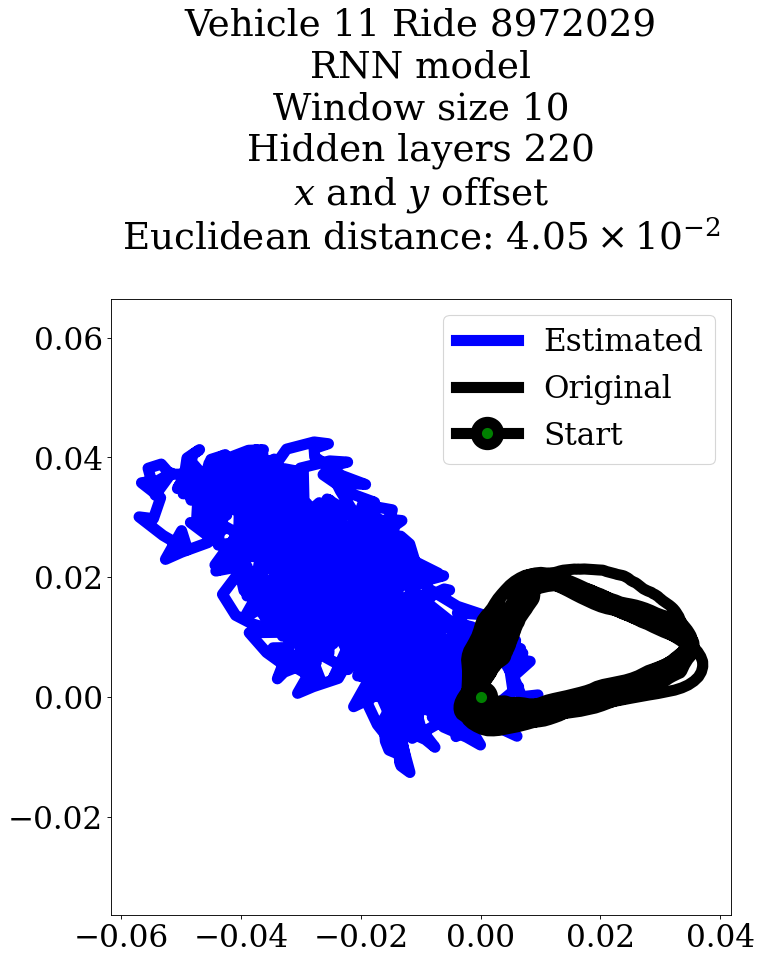 Vehicle 11 Ride 8972029
RNN model
Window size 10
Hidden layers 220
x and y offset
Euclidean distance: 4.05 × 10⁻²
Estimated
Original
Start
0.06
0.04
0.02
0.00
−0.02
−0.06 −0.04 −0.02 0.00 0.02 0.04